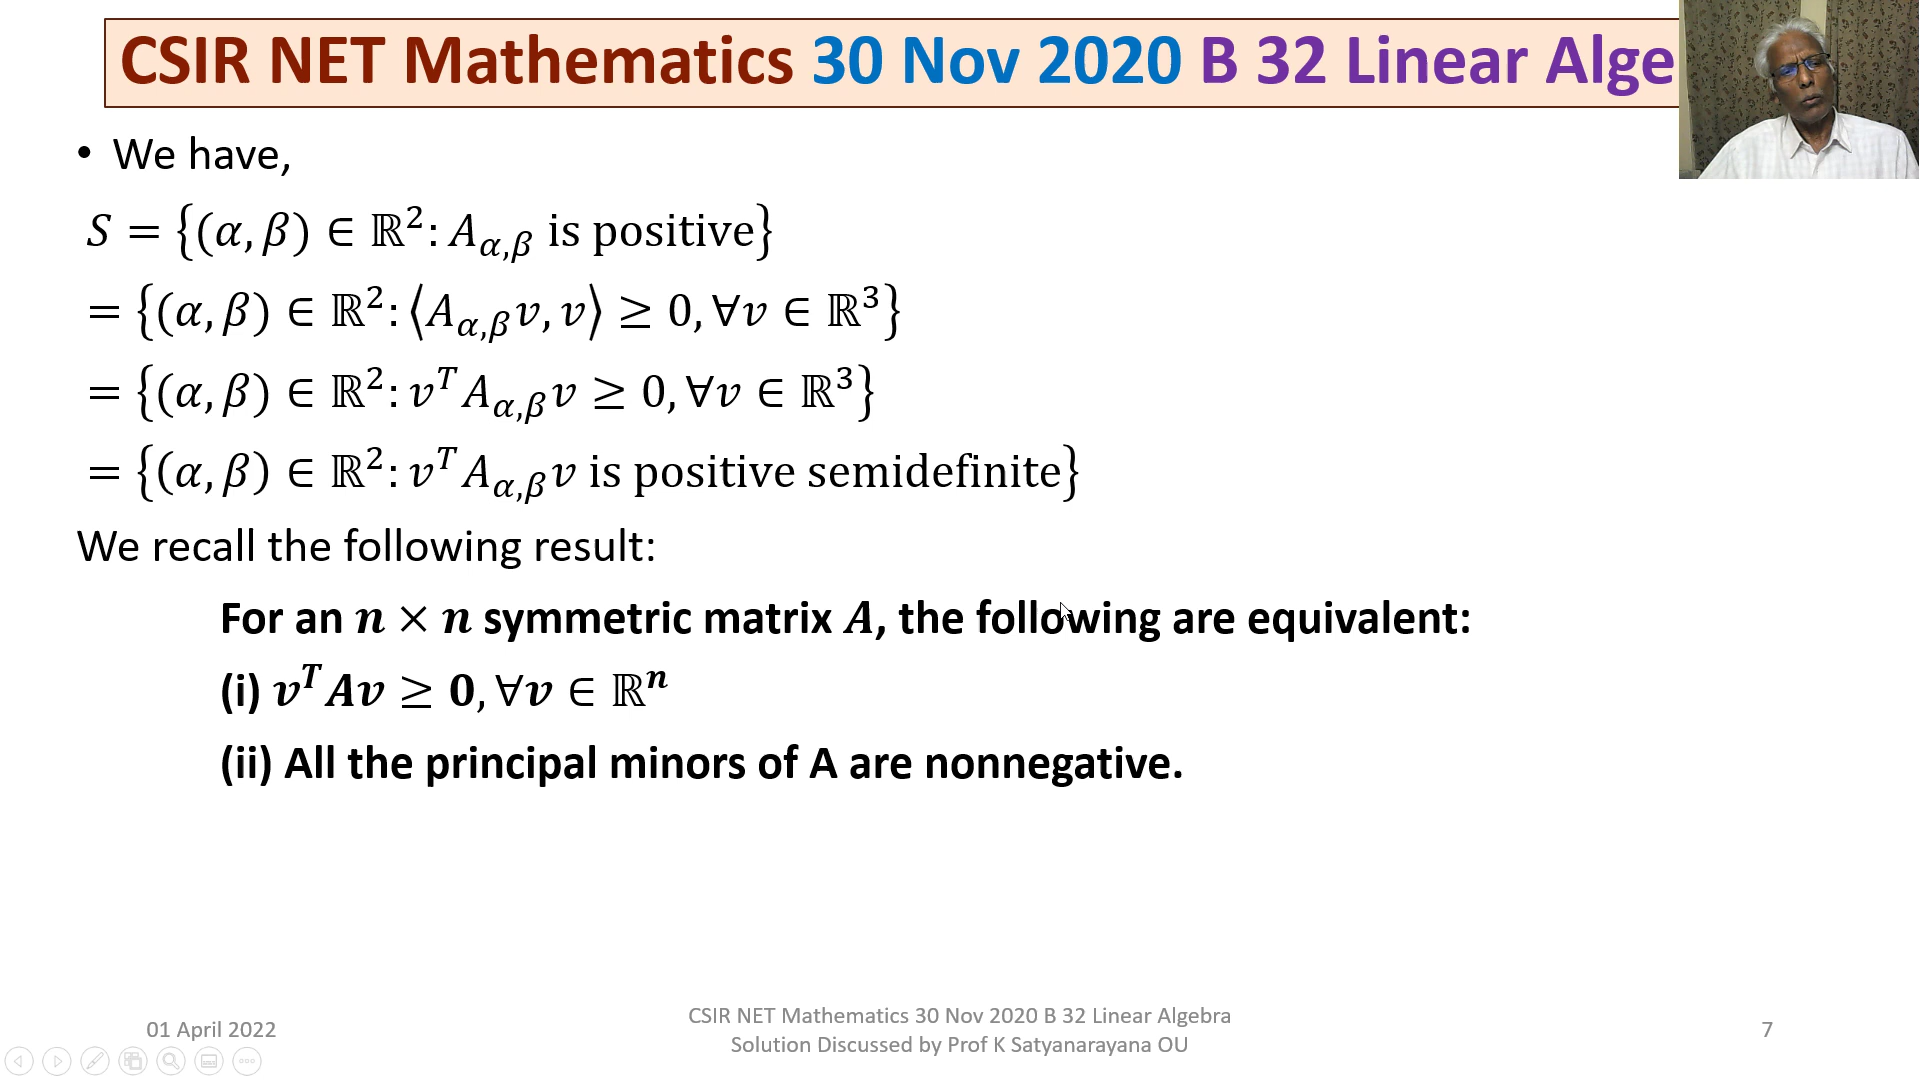 CSIR NET Mathematics 30 Nov 2020 B 32 Linear Alge
• We have,
S = {(α, β) ∈ ℝ²: A_{α,β} is positive}
= {(α, β) ∈ ℝ²: ⟨A_{α,β}v, v⟩ ≥ 0, ∀v ∈ ℝ³}
= {(α, β) ∈ ℝ²: v^T A_{α,β}v ≥ 0, ∀v ∈ ℝ³}
= {(α, β) ∈ ℝ²: v^T A_{α,β}v is positive semidefinite}
We recall the following result:
For an n × n symmetric matrix A, the following are equivalent:
(i) v^T Av ≥ 0, ∀v ∈ ℝⁿ
(ii) All the principal minors of A are nonnegative.
01 April 2022
CSIR NET Mathematics 30 Nov 2020 B 32 Linear Algebra
Solution Discussed by Prof K Satyanarayana OU
7